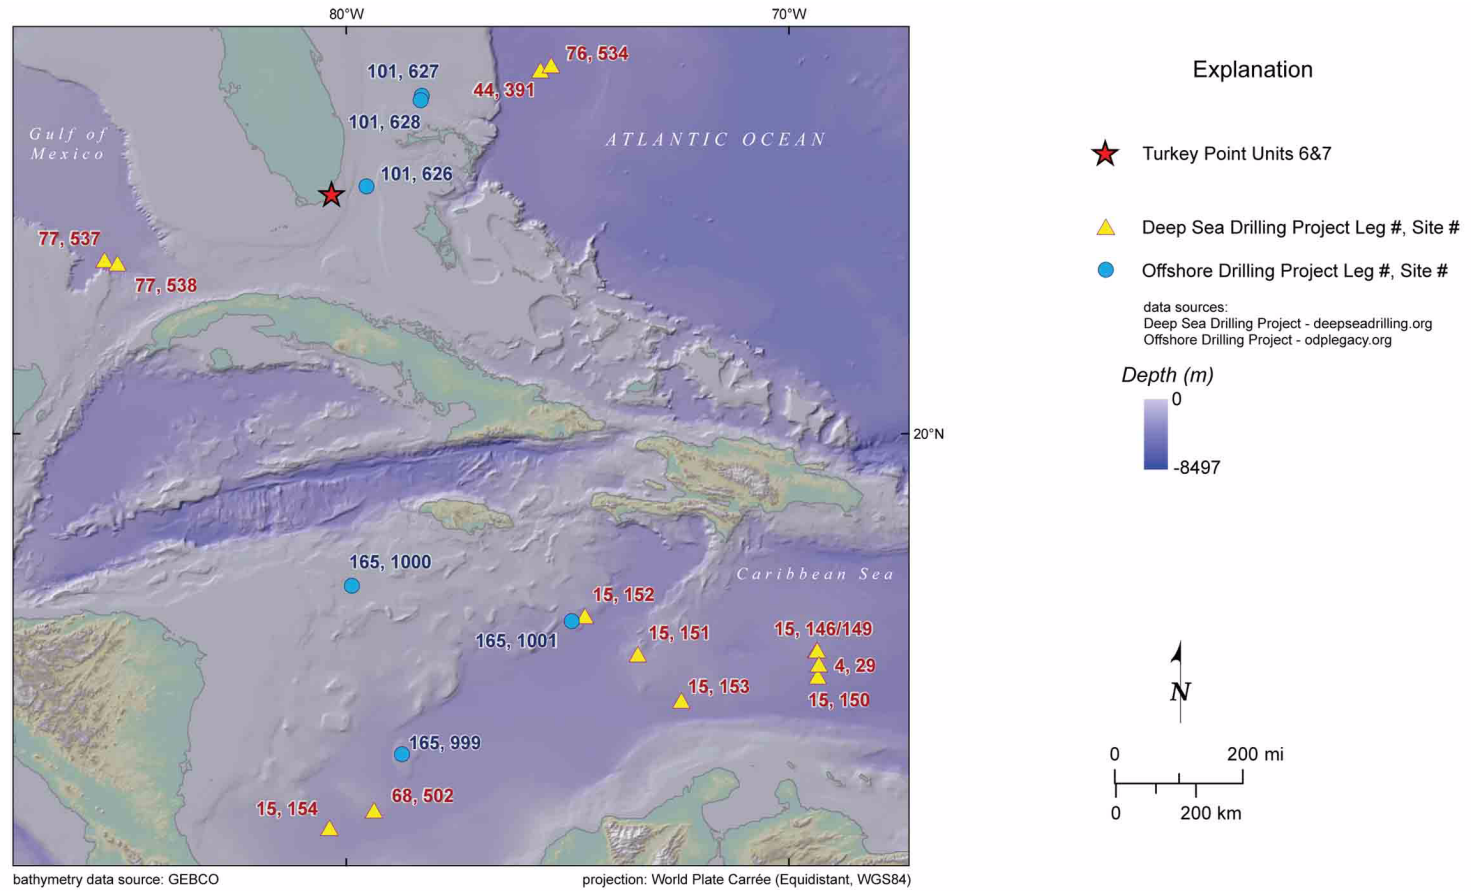 80°W
70°W
76, 534
101, 627
44, 391
101, 628
Gulf of
Mexico
ATLANTIC OCEAN
101, 626
77, 537
77, 538
20°N
165, 1000
Caribbean Sea
15, 152
165, 1001
15, 151
15, 146/149
4, 29
15, 153
15, 150
165, 999
68, 502
15, 154
bathymetry data source: GEBCO
projection: World Plate Carrée (Equidistant, WGS84)
Explanation
Turkey Point Units 6&7
Deep Sea Drilling Project Leg #, Site #
Offshore Drilling Project Leg #, Site #
data sources:
Deep Sea Drilling Project - deepseadrilling.org
Offshore Drilling Project - odplegacy.org
Depth (m)
0
-8497
N
0 200 mi
0 200 km